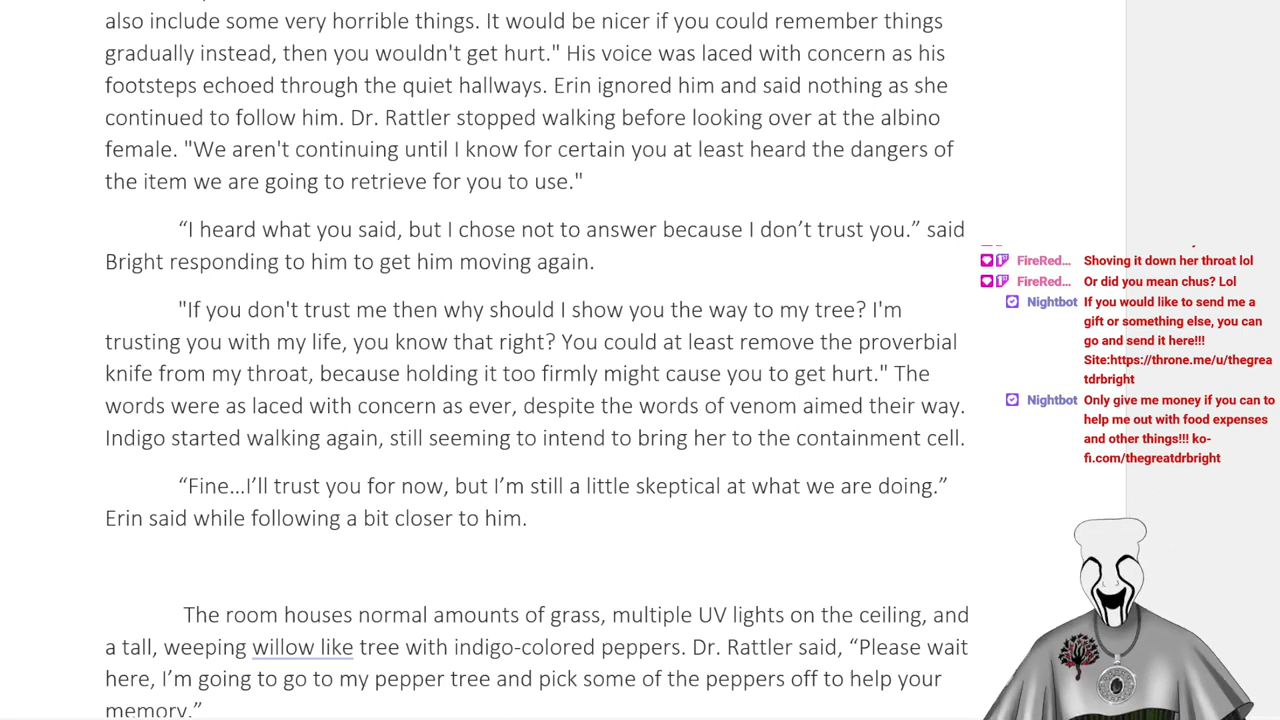 also include some very horrible things. It would be nicer if you could remember things
gradually instead, then you wouldn't get hurt." His voice was laced with concern as his
footsteps echoed through the quiet hallways. Erin ignored him and said nothing as she
continued to follow him. Dr. Rattler stopped walking before looking over at the albino
female. "We aren't continuing until I know for certain you at least heard the dangers of
the item we are going to retrieve for you to use."
“I heard what you said, but I chose not to answer because I don’t trust you.” said
Bright responding to him to get him moving again.
"If you don't trust me then why should I show you the way to my tree? I'm
trusting you with my life, you know that right? You could at least remove the proverbial
knife from my throat, because holding it too firmly might cause you to get hurt." The
words were as laced with concern as ever, despite the words of venom aimed their way.
Indigo started walking again, still seeming to intend to bring her to the containment cell.
“Fine...I’ll trust you for now, but I’m still a little skeptical at what we are doing.”
Erin said while following a bit closer to him.
The room houses normal amounts of grass, multiple UV lights on the ceiling, and
a tall, weeping willow like tree with indigo-colored peppers. Dr. Rattler said, “Please wait
here, I’m going to go to my pepper tree and pick some of the peppers off to help your
memory.”
FireRed... Shoving it down her throat lol
FireRed... Or did you mean chus? Lol
Nightbot If you would like to send me a
gift or something else, you can
go and send it here!!!
Site:https://throne.me/u/thegrea
tdrbright
Nightbot Only give me money if you can to
help me out with food expenses
and other things!!! ko-
fi.com/thegreatdrbright